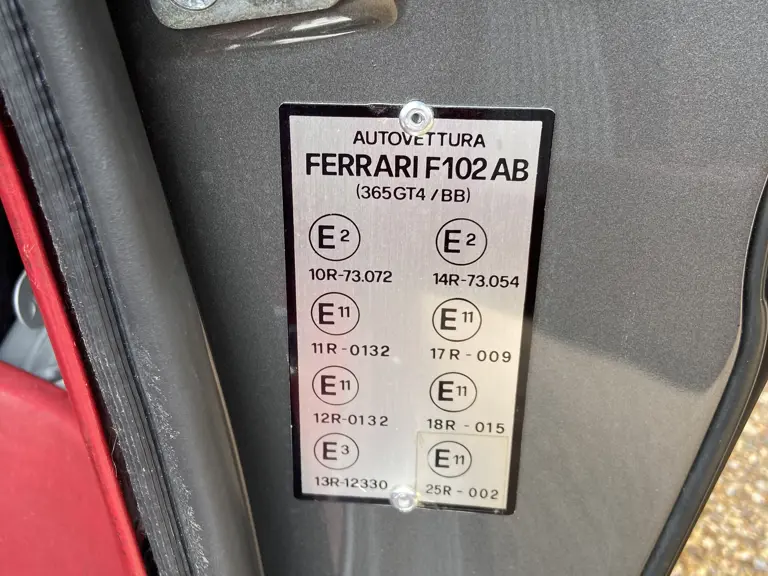 AUTOVETTURA
FERRARI F102 AB
(365GT4/BB)
E2 E2
10R-73.072 14R-73.054
E11 E11
11R-0132 17R-009
E11 E11
12R-0132 18R-015
E3 E11
13R-12330 25R-002